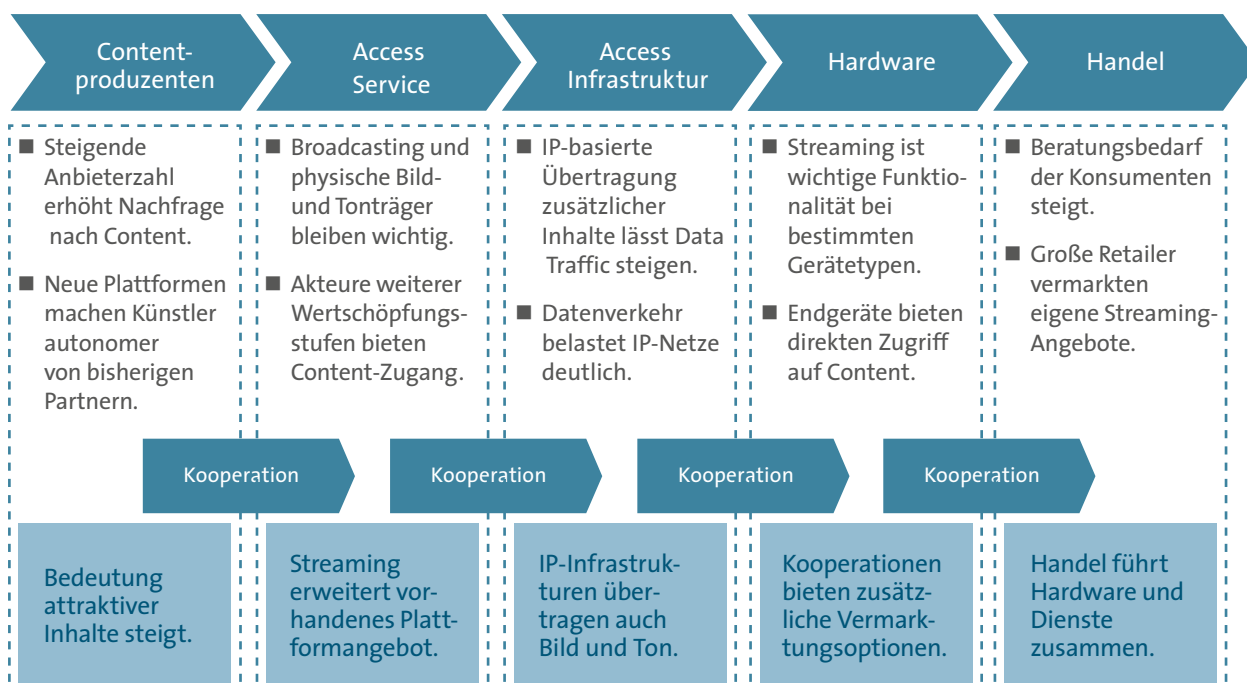 Content-
produzenten
Access
Service
Access
Infrastruktur
Hardware
Handel
■ Steigende
Anbieterzahl
erhöht Nachfrage
nach Content.
■ Neue Plattformen
machen Künstler
autonomer
von bisherigen
Partnern.
■ Broadcasting und
physische Bild-
und Tonträger
bleiben wichtig.
■ Akteure weiterer
Wertschöpfungs-
stufen bieten
Content-Zugang.
■ IP-basierte
Übertragung
zusätzlicher
Inhalte lässt Data
Traffic steigen.
■ Datenverkehr
belastet IP-Netze
deutlich.
■ Streaming ist
wichtige Funktio-
nalität bei
bestimmten
Gerätetypen.
■ Endgeräte bieten
direkten Zugriff
auf Content.
■ Beratungsbedarf
der Konsumenten
steigt.
■ Große Retailer
vermarkten
eigene Streaming-
Angebote.
Kooperation
Kooperation
Kooperation
Kooperation
Bedeutung
attraktiver
Inhalte steigt.
Streaming
erweitert vor-
handenes Platt-
formangebot.
IP-Infrastruk-
turen über-
tragen auch
Bild und Ton.
Kooperationen
bieten zusätz-
liche Vermark-
tungsoptionen.
Handel führt
Hardware und
Dienste
zusammen.